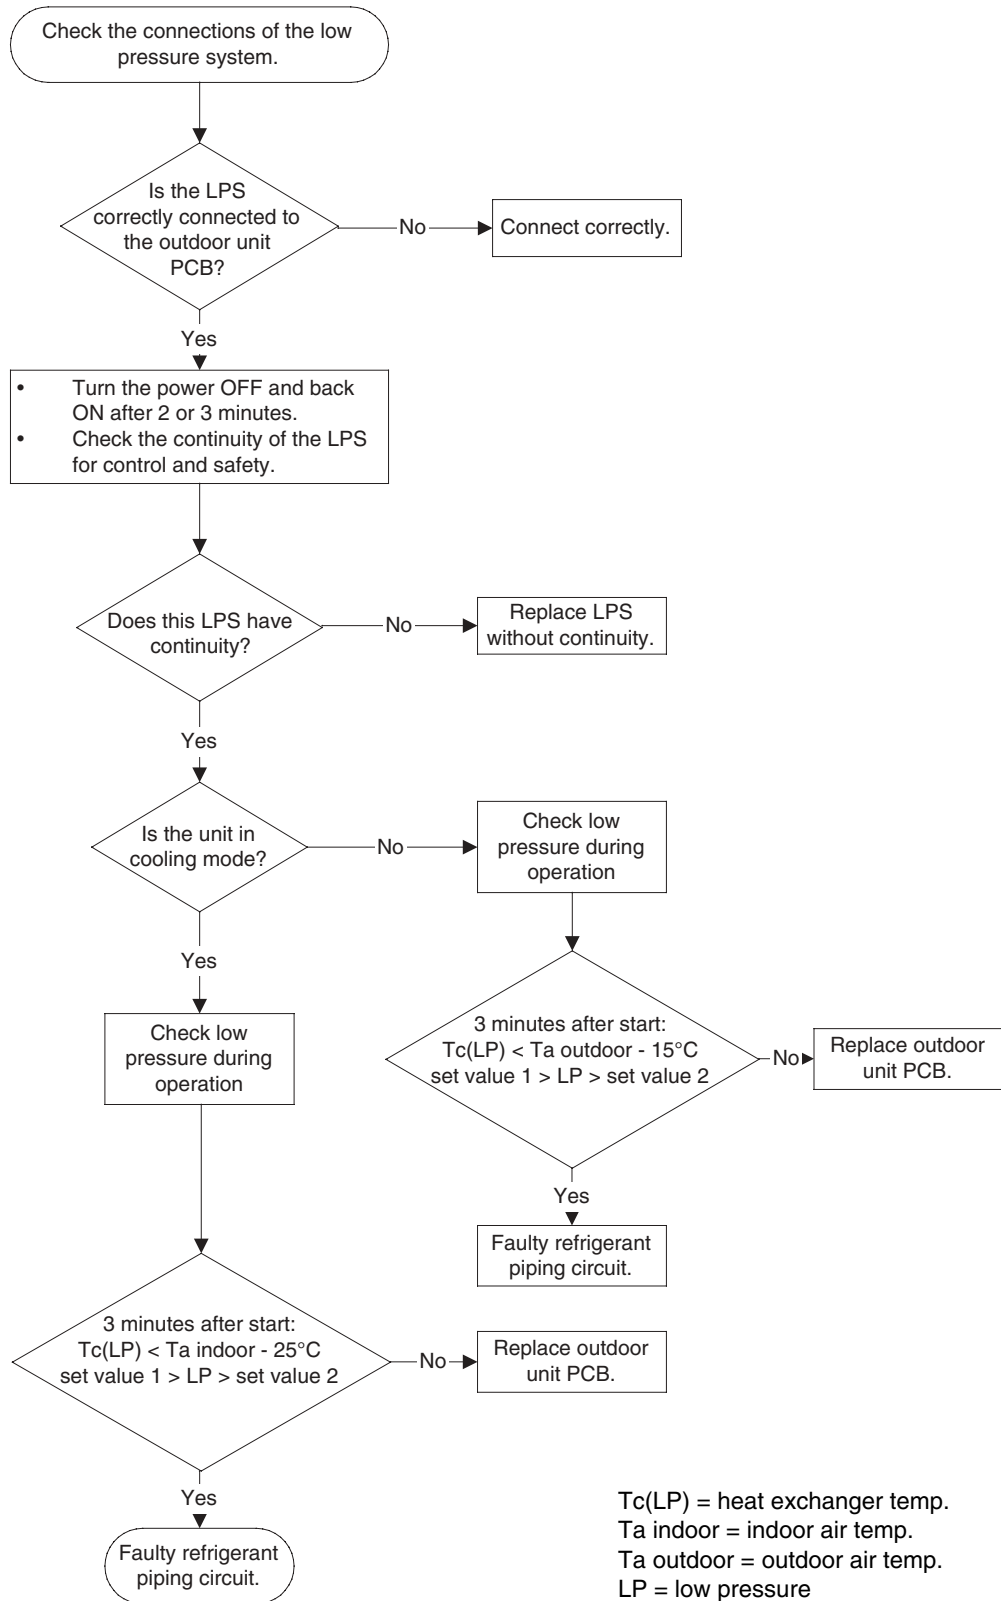 Check the connections of the low
pressure system.
Is the LPS
correctly connected to
the outdoor unit
PCB?
No
Connect correctly.
Yes
• Turn the power OFF and back
ON after 2 or 3 minutes.
• Check the continuity of the LPS
for control and safety.
Does this LPS have
continuity?
No
Replace LPS
without continuity.
Yes
Is the unit in
cooling mode?
No
Check low
pressure during
operation
Yes
Check low
pressure during
operation
3 minutes after start:
Tc(LP) < Ta outdoor - 15°C
set value 1 > LP > set value 2
No
Replace outdoor
unit PCB.
Yes
Faulty refrigerant
piping circuit.
3 minutes after start:
Tc(LP) < Ta indoor - 25°C
set value 1 > LP > set value 2
No
Replace outdoor
unit PCB.
Yes
Faulty refrigerant
piping circuit.
Tc(LP) = heat exchanger temp.
Ta indoor = indoor air temp.
Ta outdoor = outdoor air temp.
LP = low pressure